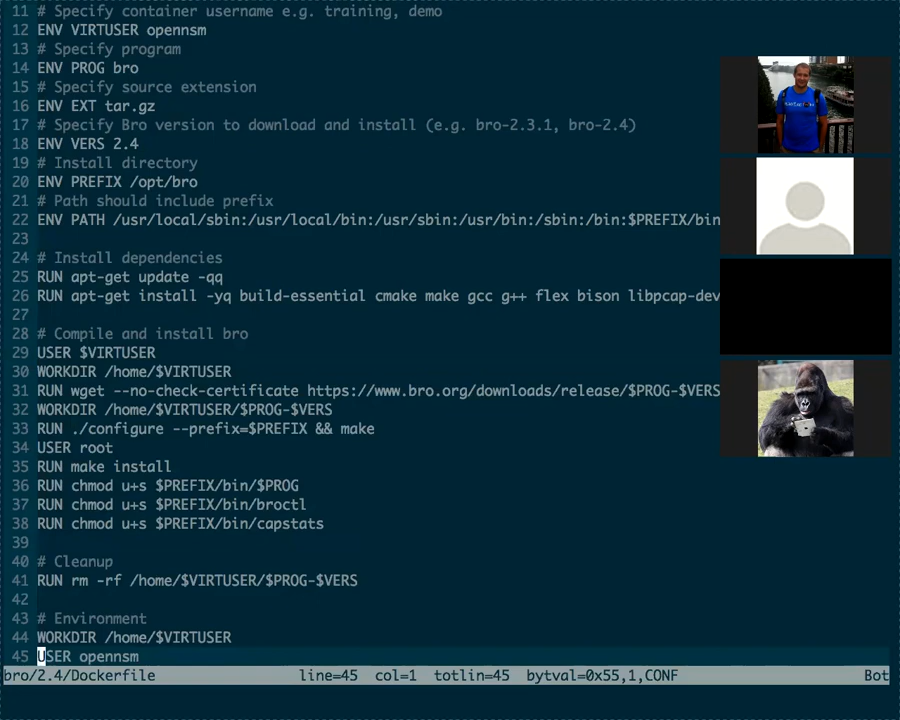 11 # Specify container username e.g. training, demo
12 ENV VIRTUSER opennsm
13 # Specify program
14 ENV PROG bro
15 # Specify source extension
16 ENV EXT tar.gz
17 # Specify Bro version to download and install (e.g. bro-2.3.1, bro-2.4)
18 ENV VERS 2.4
19 # Install directory
20 ENV PREFIX /opt/bro
21 # Path should include prefix
22 ENV PATH /usr/local/sbin:/usr/local/bin:/usr/sbin:/usr/bin:/sbin:/bin:$PREFIX/bin
23
24 # Install dependencies
25 RUN apt-get update -qq
26 RUN apt-get install -yq build-essential cmake make gcc g++ flex bison libpcap-dev
27
28 # Compile and install bro
29 USER $VIRTUSER
30 WORKDIR /home/$VIRTUSER
31 RUN wget --no-check-certificate https://www.bro.org/downloads/release/$PROG-$VERS
32 WORKDIR /home/$VIRTUSER/$PROG-$VERS
33 RUN ./configure --prefix=$PREFIX && make
34 USER root
35 RUN make install
36 RUN chmod u+s $PREFIX/bin/$PROG
37 RUN chmod u+s $PREFIX/bin/broctl
38 RUN chmod u+s $PREFIX/bin/capstats
39
40 # Cleanup
41 RUN rm -rf /home/$VIRTUSER/$PROG-$VERS
42
43 # Environment
44 WORKDIR /home/$VIRTUSER
45 USER opennsm
bro/2.4/Dockerfile line=45 col=1 totlin=45 bytval=0x55,1,CONF Bot